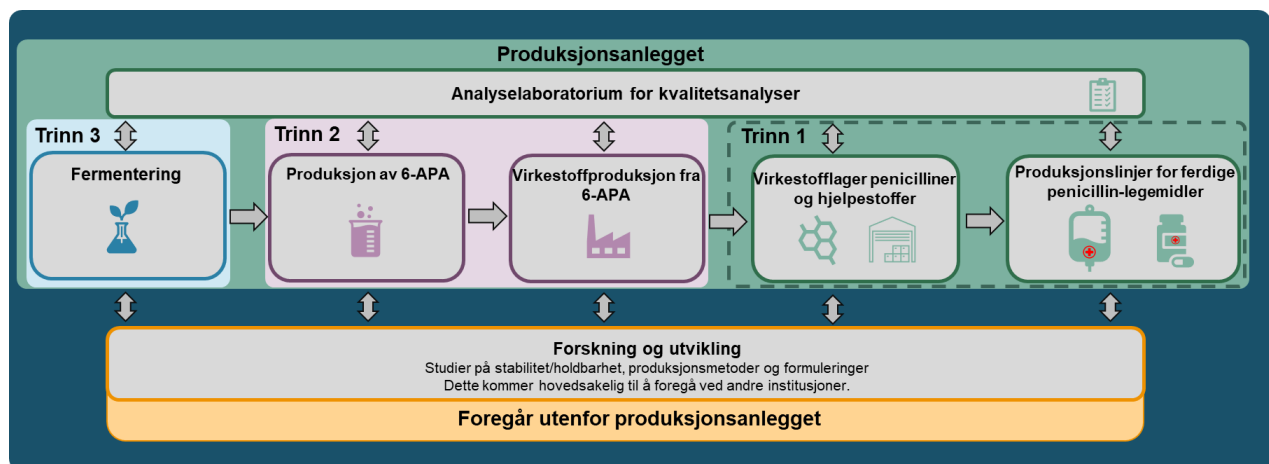 Produksjonsanlegget
Analyselaboratorium for kvalitetsanalyser
Trinn 3
Fermentering
Trinn 2
Produksjon av 6-APA
Virkestoffproduksjon fra
6-APA
Trinn 1
Virkestofflager penicilliner
og hjelpestoffer
Produksjonslinjer for ferdige
penicillin-legemidler
Forskning og utvikling
Studier på stabilitet/holdbarhet, produksjonsmetoder og formuleringer
Dette kommer hovedsakelig til å foregå ved andre institusjoner.
Foregår utenfor produksjonsanlegget